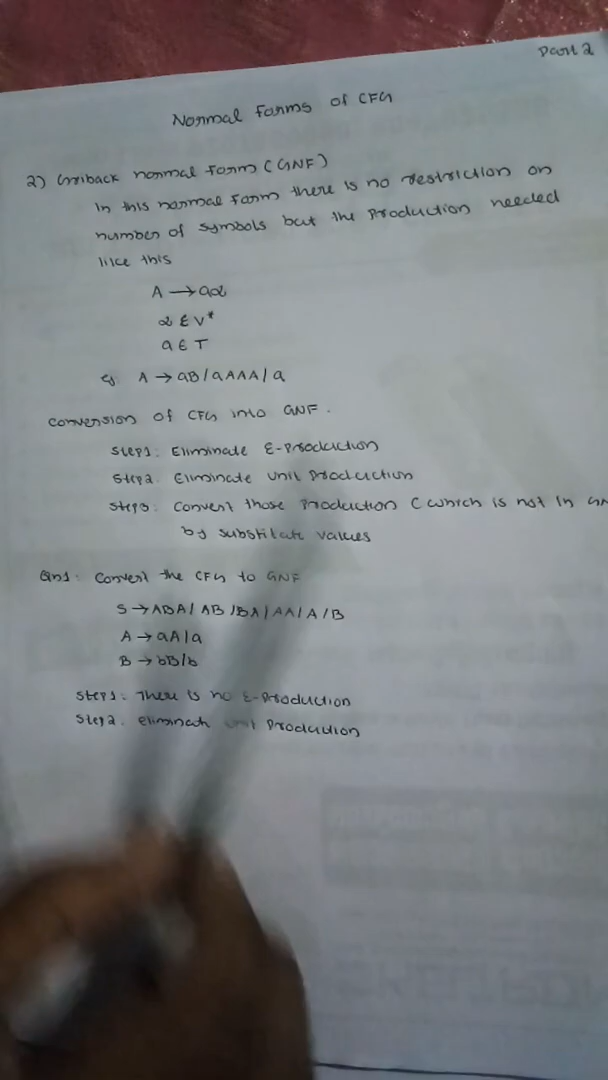 Part 2
Normal Forms of CFG
2) Griback normal Form (GNF)
In this normal Form there is no restriction on
number of symbols but the production needed
like this
A → aα
α ε V*
a ε T
eg A → aB/aAAA/a
Conversion of CFG into GNF.
Step1: Eliminate ε-production
Step2. Eliminate unit production
Step3: Convert those production (which is not in GN
by substitute values
Qn1: Convert the CFG to GNF
S → ABA/AB/BA/AA/A/B
A → aA/a
B → bB/b
Step1: There is no ε-production
Step2. eliminate unit production